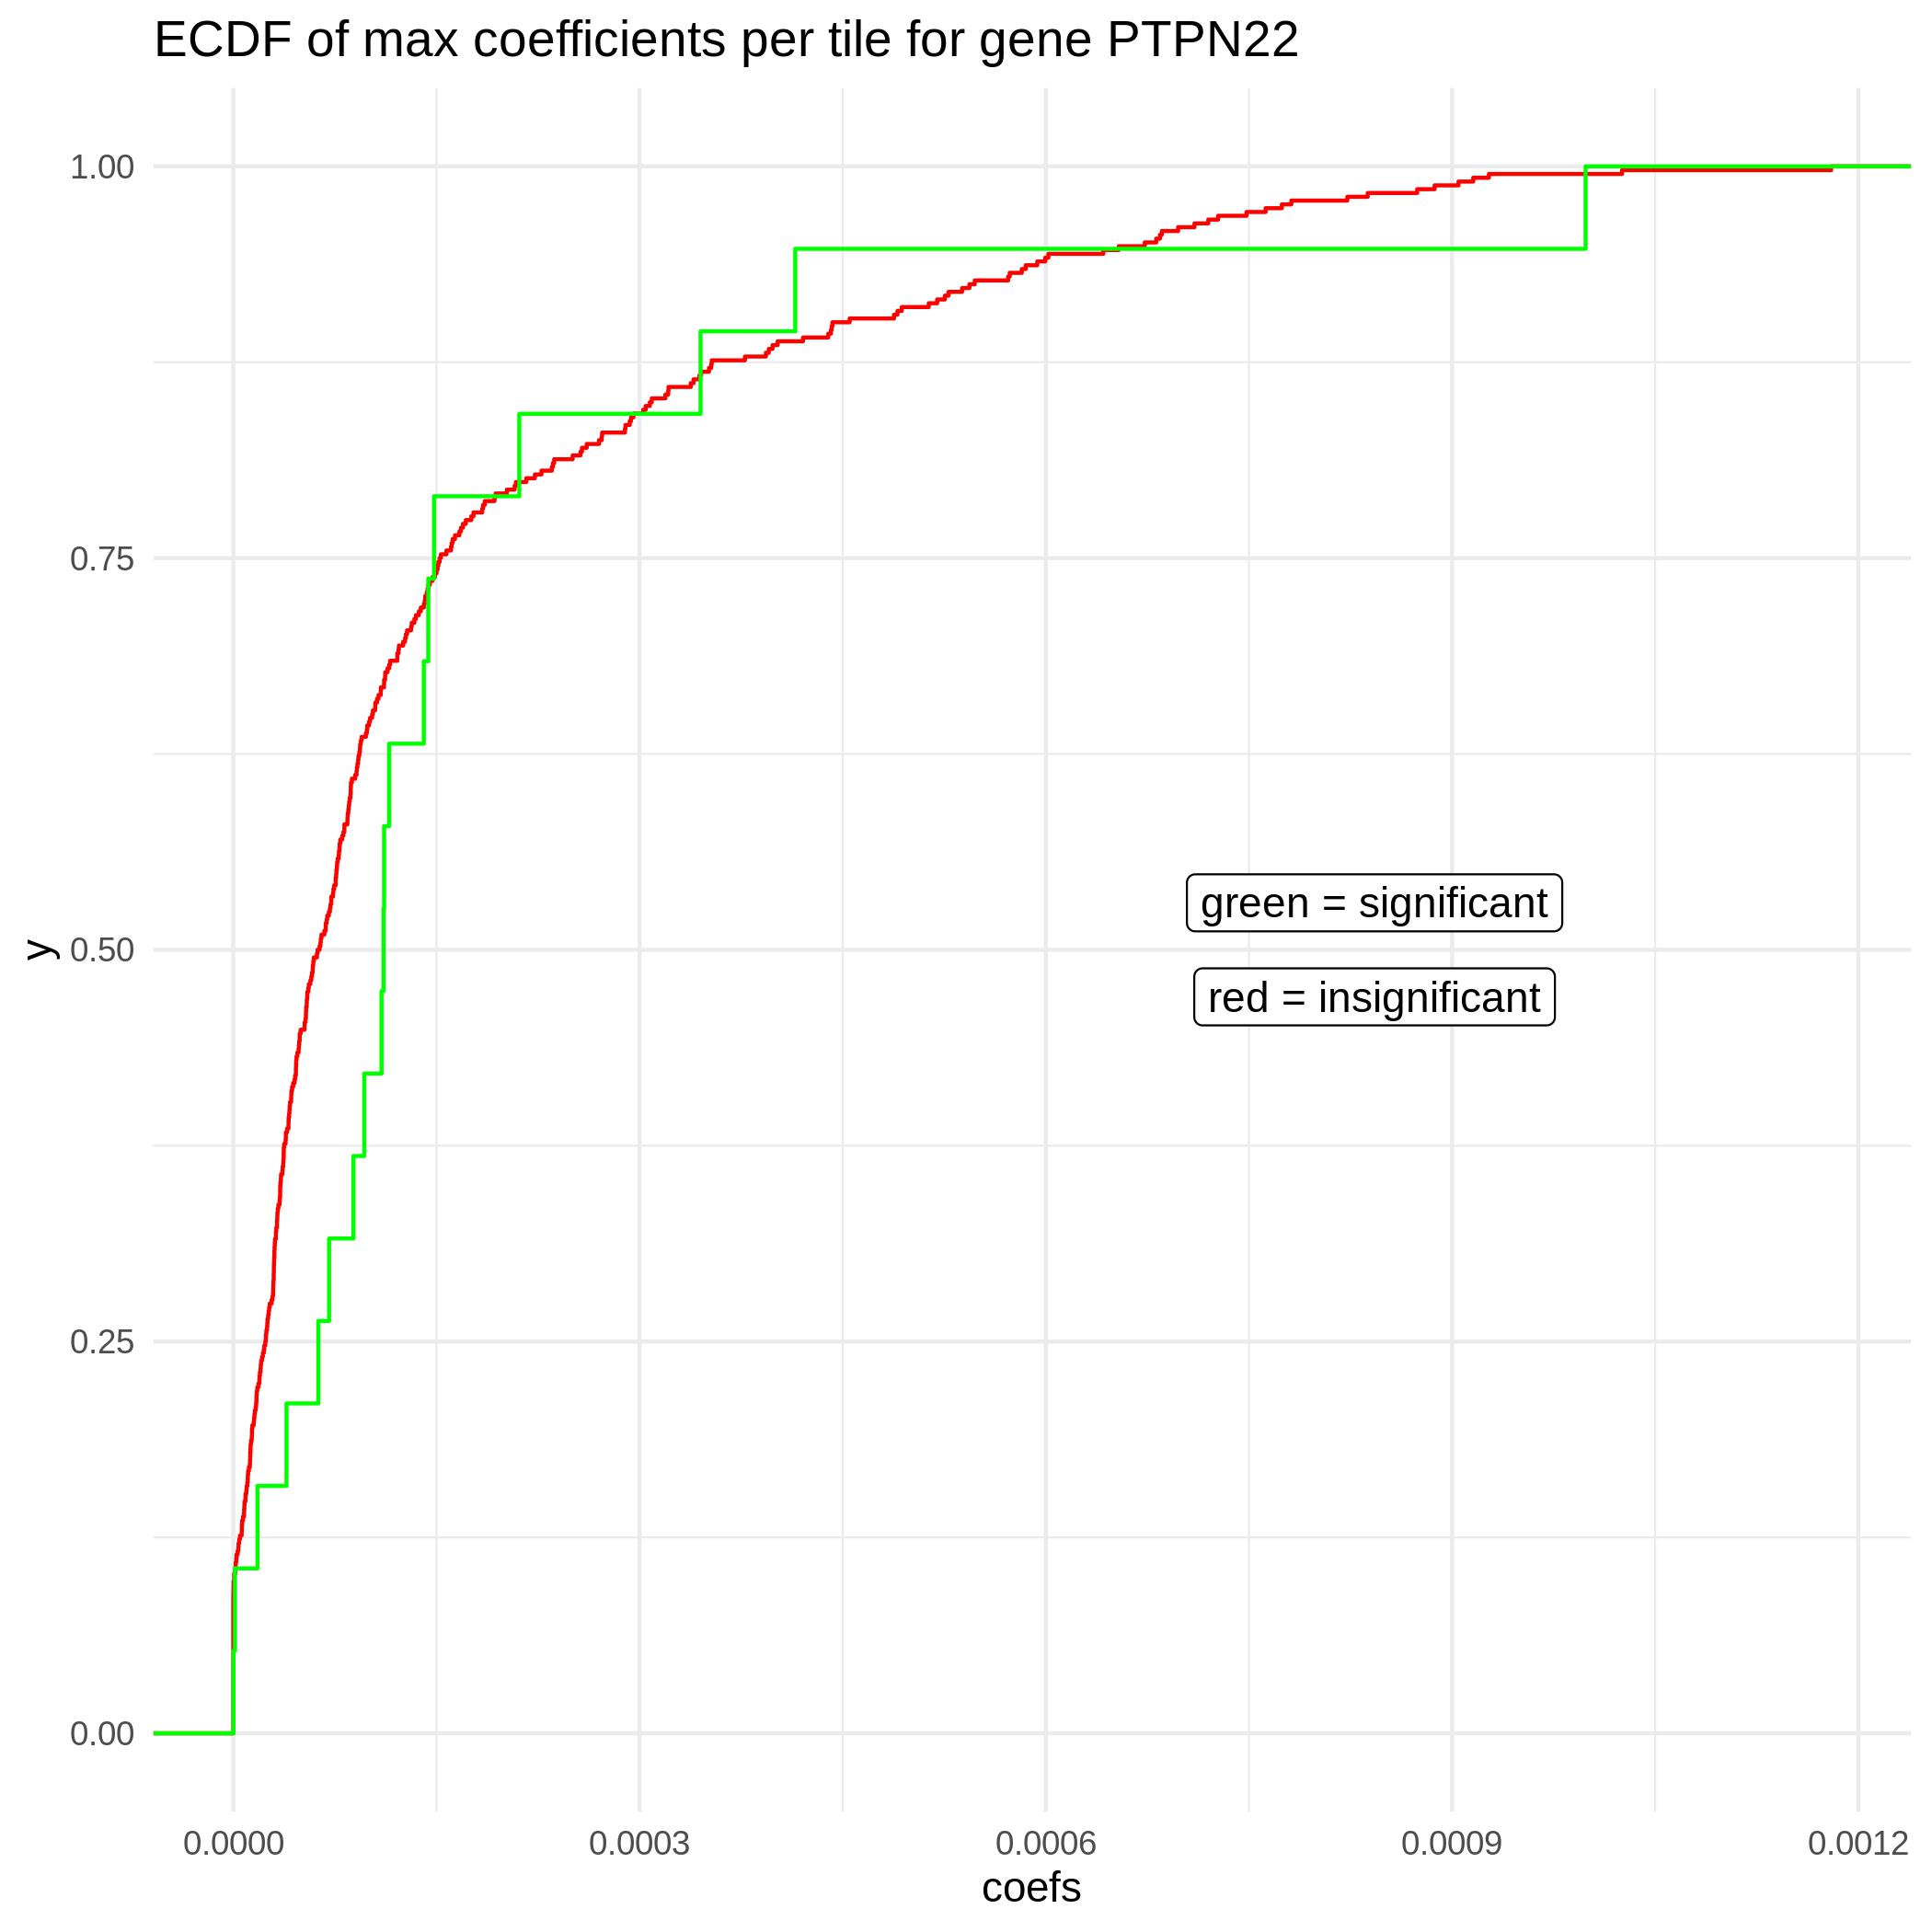 ECDF of max coefficients per tile for gene PTPN22
1.00
0.75
0.50
0.25
0.00
y
green = significant
red = insignificant
0.0000
0.0003
0.0006
0.0009
0.0012
coefs